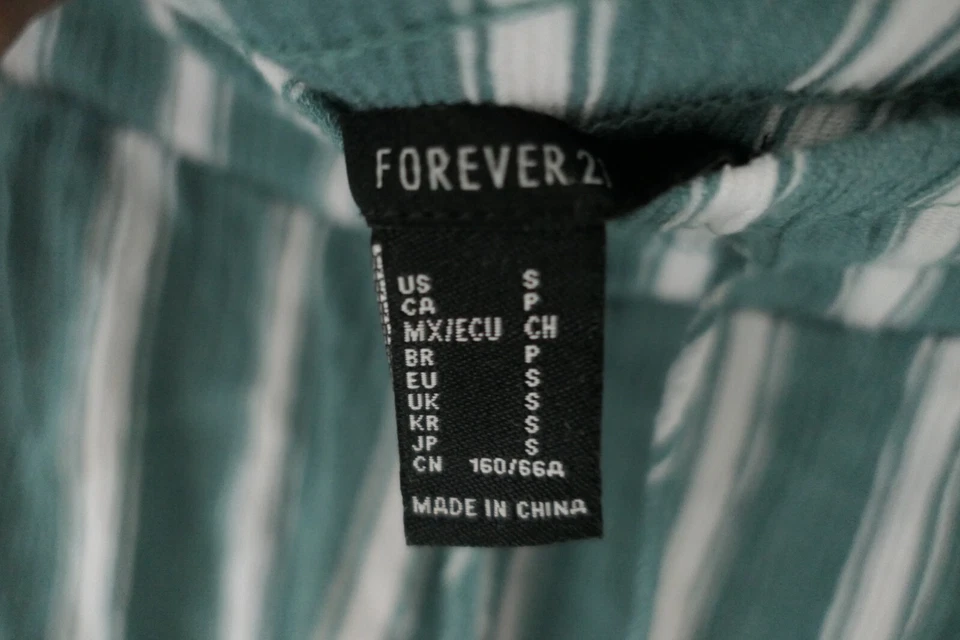 FOREVER 21
US S
CA P
MX/ECU CH
BR P
EU S
UK S
KR S
JP S
CN 160/66A
MADE IN CHINA